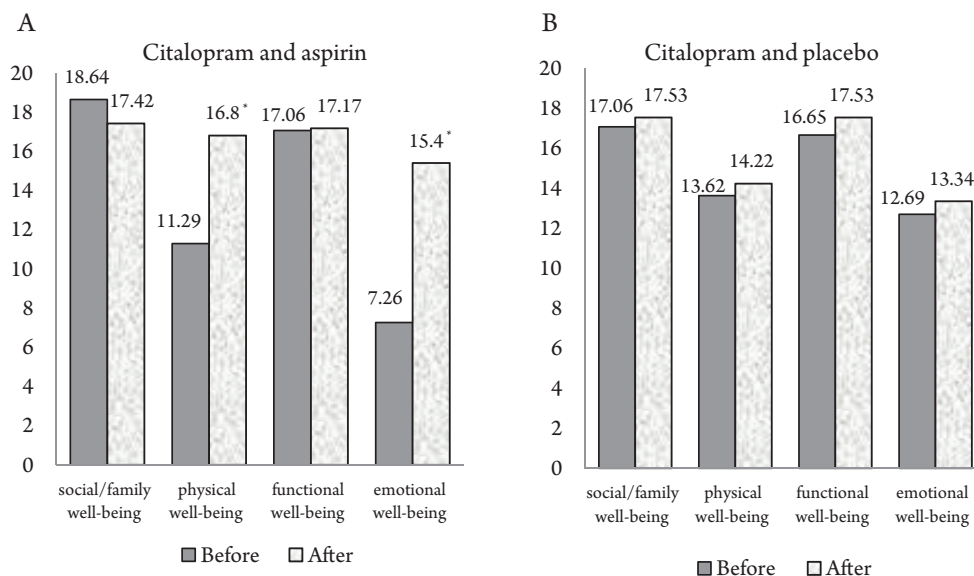 A
Citalopram and aspirin
20
18
16
14
12
10
8
6
4
2
0
18.64
17.42
11.29
16.8*
17.06
17.17
7.26
15.4*
social/family
well-being
physical
well-being
functional
well-being
emotional
well-being
Before
After
B
Citalopram and placebo
20
18
16
14
12
10
8
6
4
2
0
17.06
17.53
13.62
14.22
16.65
17.53
12.69
13.34
social/family
well-being
physical
well-being
functional
well-being
emotional
well-being
Before
After